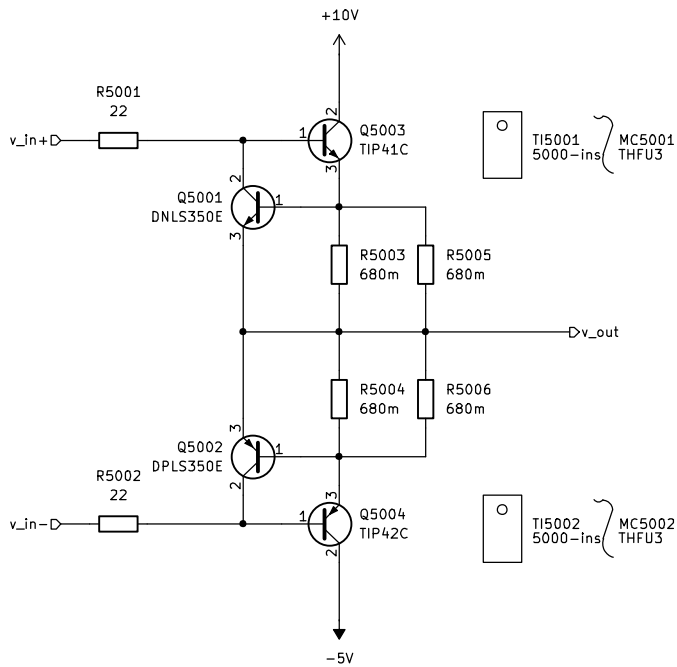 +10V
R5001
22
v_in+
1
2
3
Q5003
TIP41C
TI5001
5000-ins
MC5001
THFU3
Q5001
DNLS350E
2
1
3
R5003
680m
R5005
680m
v_out
R5004
680m
R5006
680m
Q5002
DPLS350E
3
1
2
R5002
22
v_in-
1
3
2
Q5004
TIP42C
TI5002
5000-ins
MC5002
THFU3
-5V